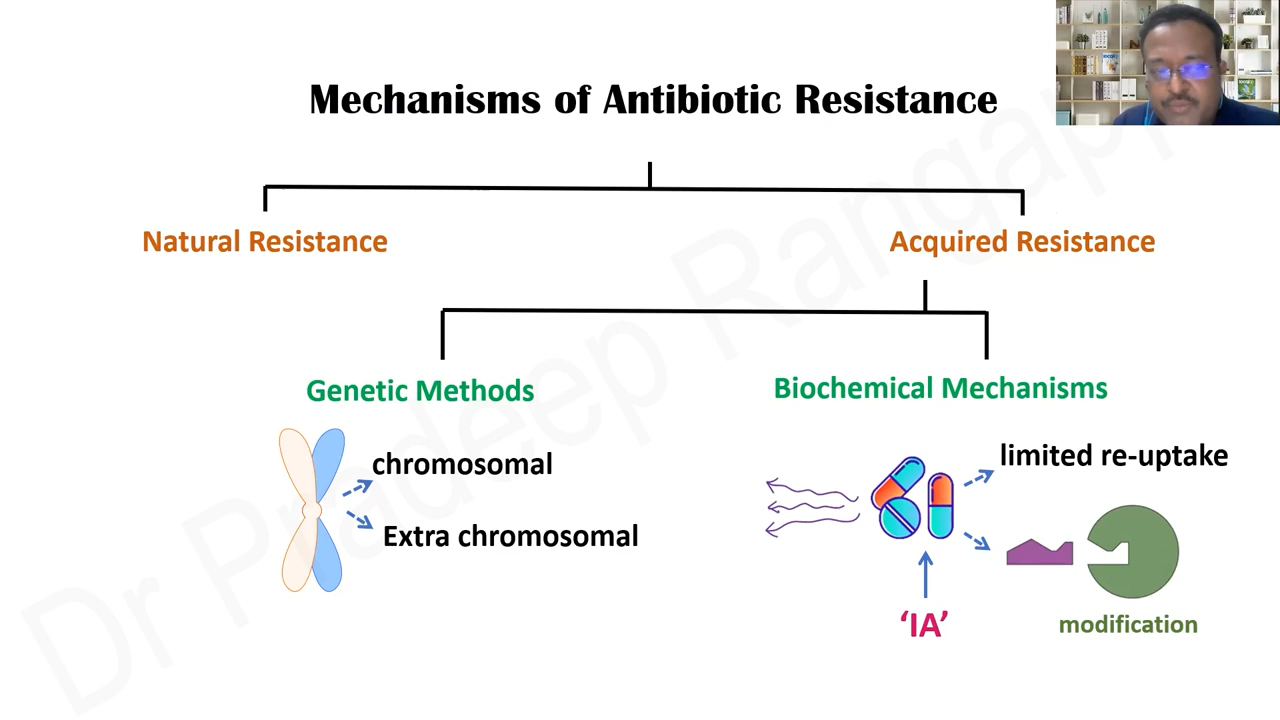 Mechanisms of Antibiotic Resistance
Natural Resistance
Acquired Resistance
Genetic Methods
Biochemical Mechanisms
chromosomal
limited re-uptake
Extra chromosomal
‘IA’
modification
Dr Pradeep Rangappa